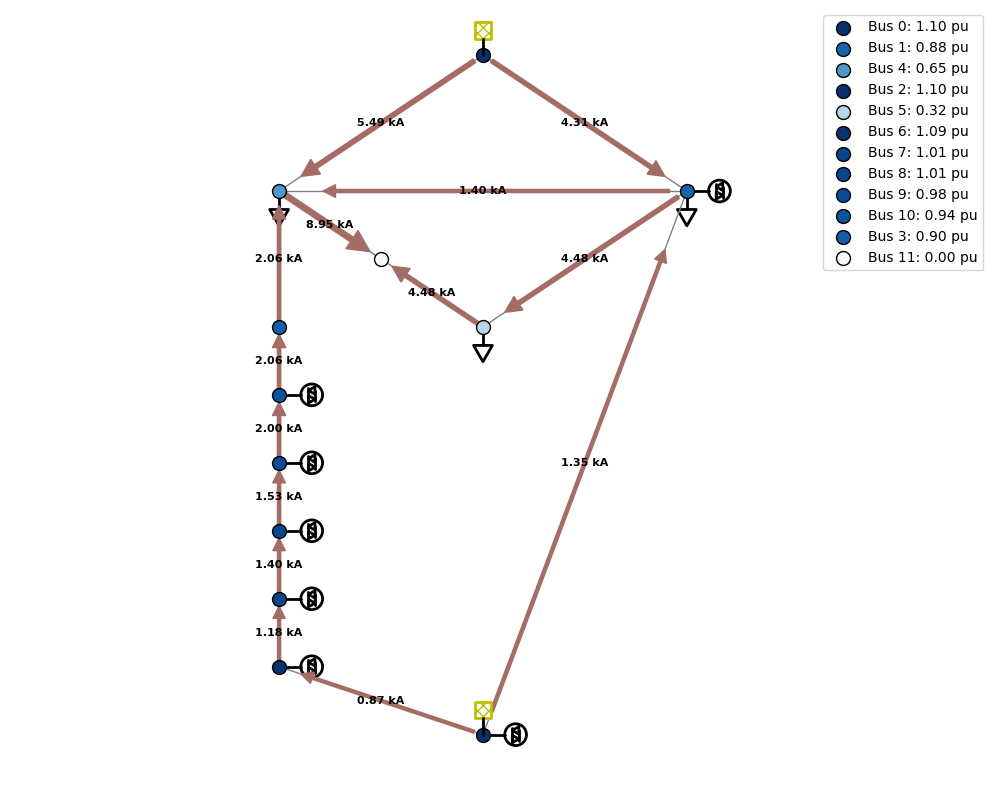 Bus 0: 1.10 pu
Bus 1: 0.88 pu
Bus 4: 0.65 pu
Bus 2: 1.10 pu
Bus 5: 0.32 pu
Bus 6: 1.09 pu
Bus 7: 1.01 pu
Bus 8: 1.01 pu
Bus 9: 0.98 pu
Bus 10: 0.94 pu
Bus 3: 0.90 pu
Bus 11: 0.00 pu
5.49 kA
4.31 kA
1.40 kA
8.95 kA
2.06 kA
4.48 kA
4.48 kA
2.06 kA
2.00 kA
1.35 kA
1.53 kA
1.40 kA
1.18 kA
0.87 kA